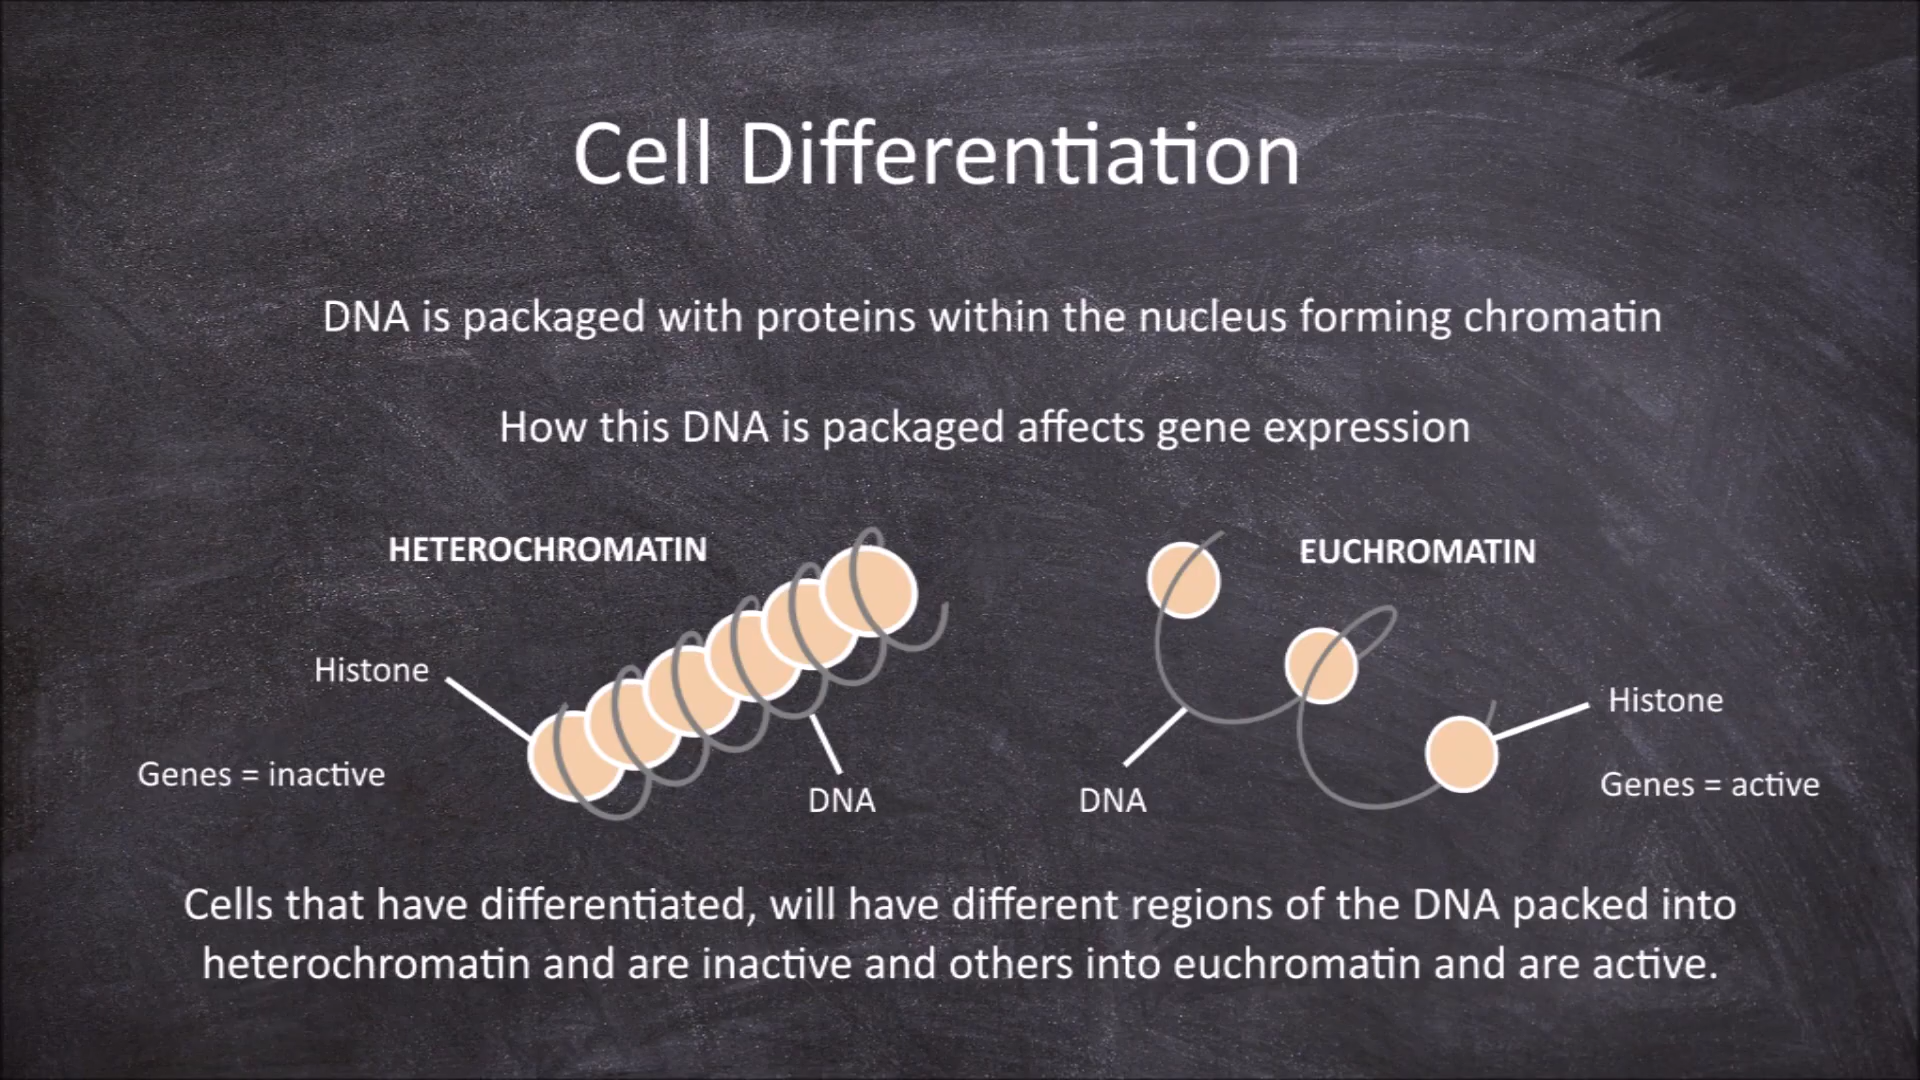 Cell Differentiation
DNA is packaged with proteins within the nucleus forming chromatin
How this DNA is packaged affects gene expression
HETEROCHROMATIN
EUCHROMATIN
Histone
Histone
Genes = inactive
Genes = active
DNA
DNA
Cells that have differentiated, will have different regions of the DNA packed into
heterochromatin and are inactive and others into euchromatin and are active.